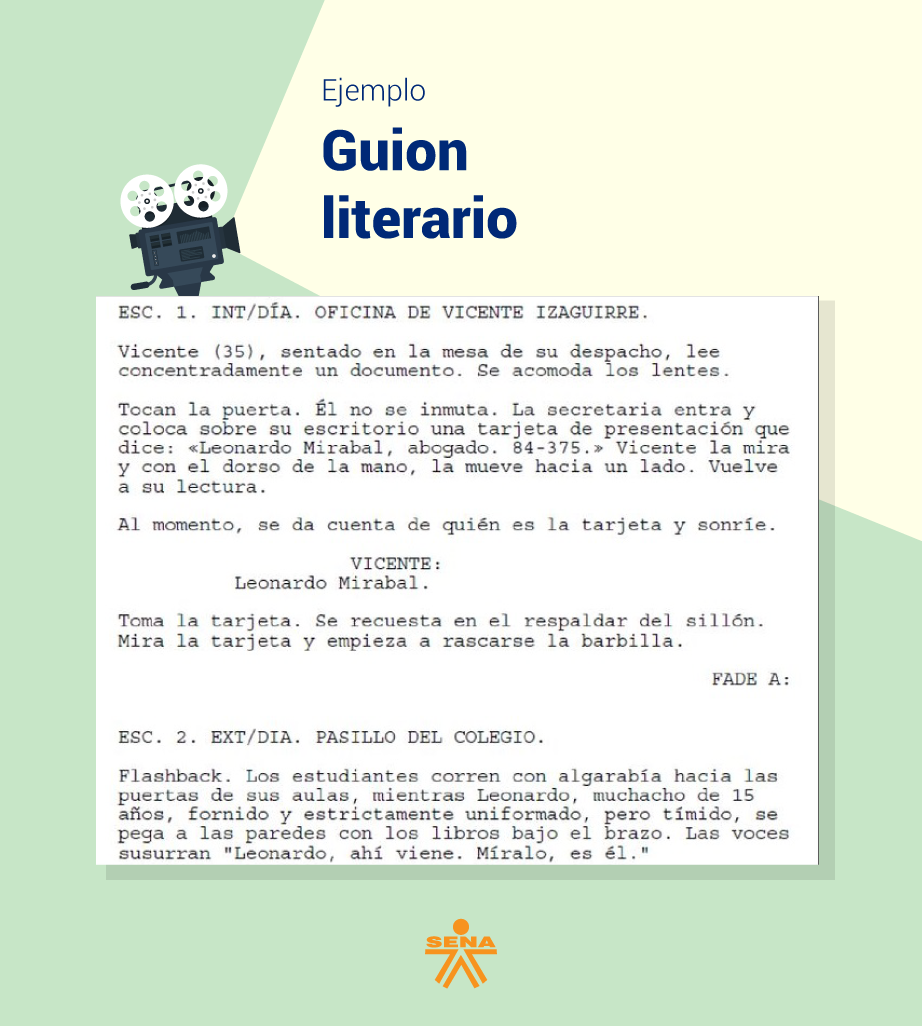 Ejemplo
Guion
literario
ESC. 1. INT/DÍA. OFICINA DE VICENTE IZAGUIRRE.
Vicente (35), sentado en la mesa de su despacho, lee
concentradamente un documento. Se acomoda los lentes.
Tocan la puerta. Él no se inmuta. La secretaria entra y
coloca sobre su escritorio una tarjeta de presentación que
dice: «Leonardo Mirabal, abogado. 84-375.» Vicente la mira
y con el dorso de la mano, la mueve hacia un lado. Vuelve
a su lectura.
Al momento, se da cuenta de quién es la tarjeta y sonríe.
VICENTE:
Leonardo Mirabal.
Toma la tarjeta. Se recuesta en el respaldar del sillón.
Mira la tarjeta y empieza a rascarse la barbilla.
FADE A:
ESC. 2. EXT/DIA. PASILLO DEL COLEGIO.
Flashback. Los estudiantes corren con algarabía hacia las
puertas de sus aulas, mientras Leonardo, muchacho de 15
años, fornido y estrictamente uniformado, pero tímido, se
pega a las paredes con los libros bajo el brazo. Las voces
susurran "Leonardo, ahí viene. Míralo, es él."
SENA